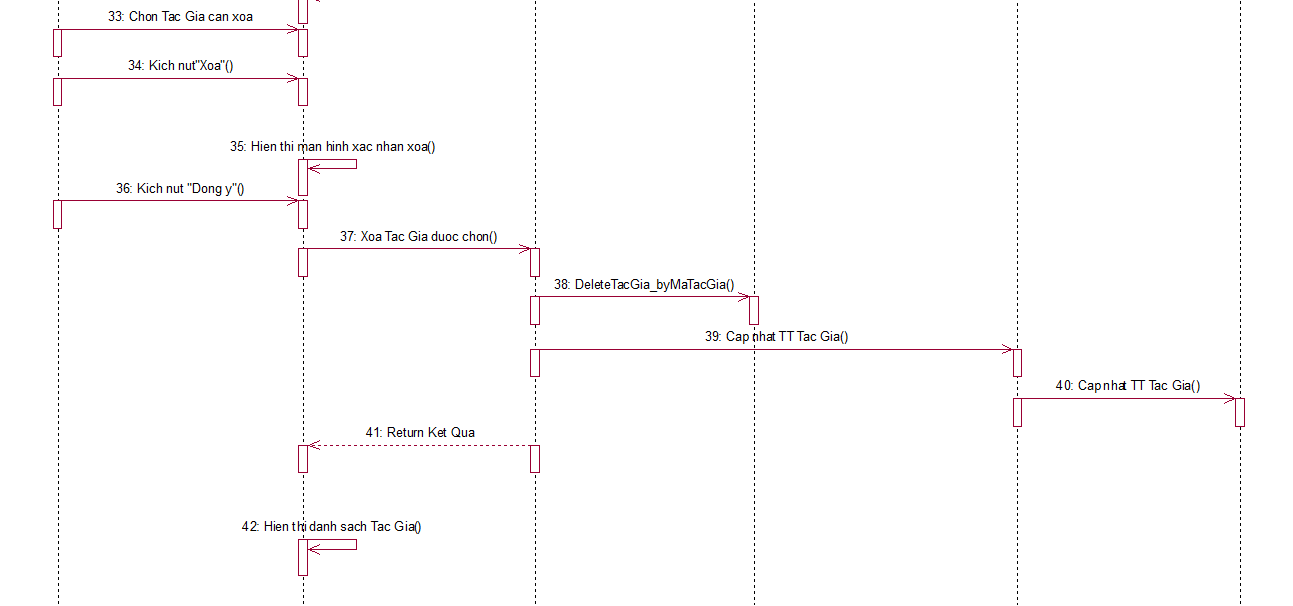 33: Chon Tac Gia can xoa
34: Kich nut"Xoa"()
35: Hien thi man hinh xac nhan xoa()
36: Kich nut "Dong y"()
37: Xoa Tac Gia duoc chon()
38: DeleteTacGia_byMaTacGia()
39: Cap nhat TT Tac Gia()
40: Cap nhat TT Tac Gia()
41: Return Ket Qua
42: Hien thi danh sach Tac Gia()